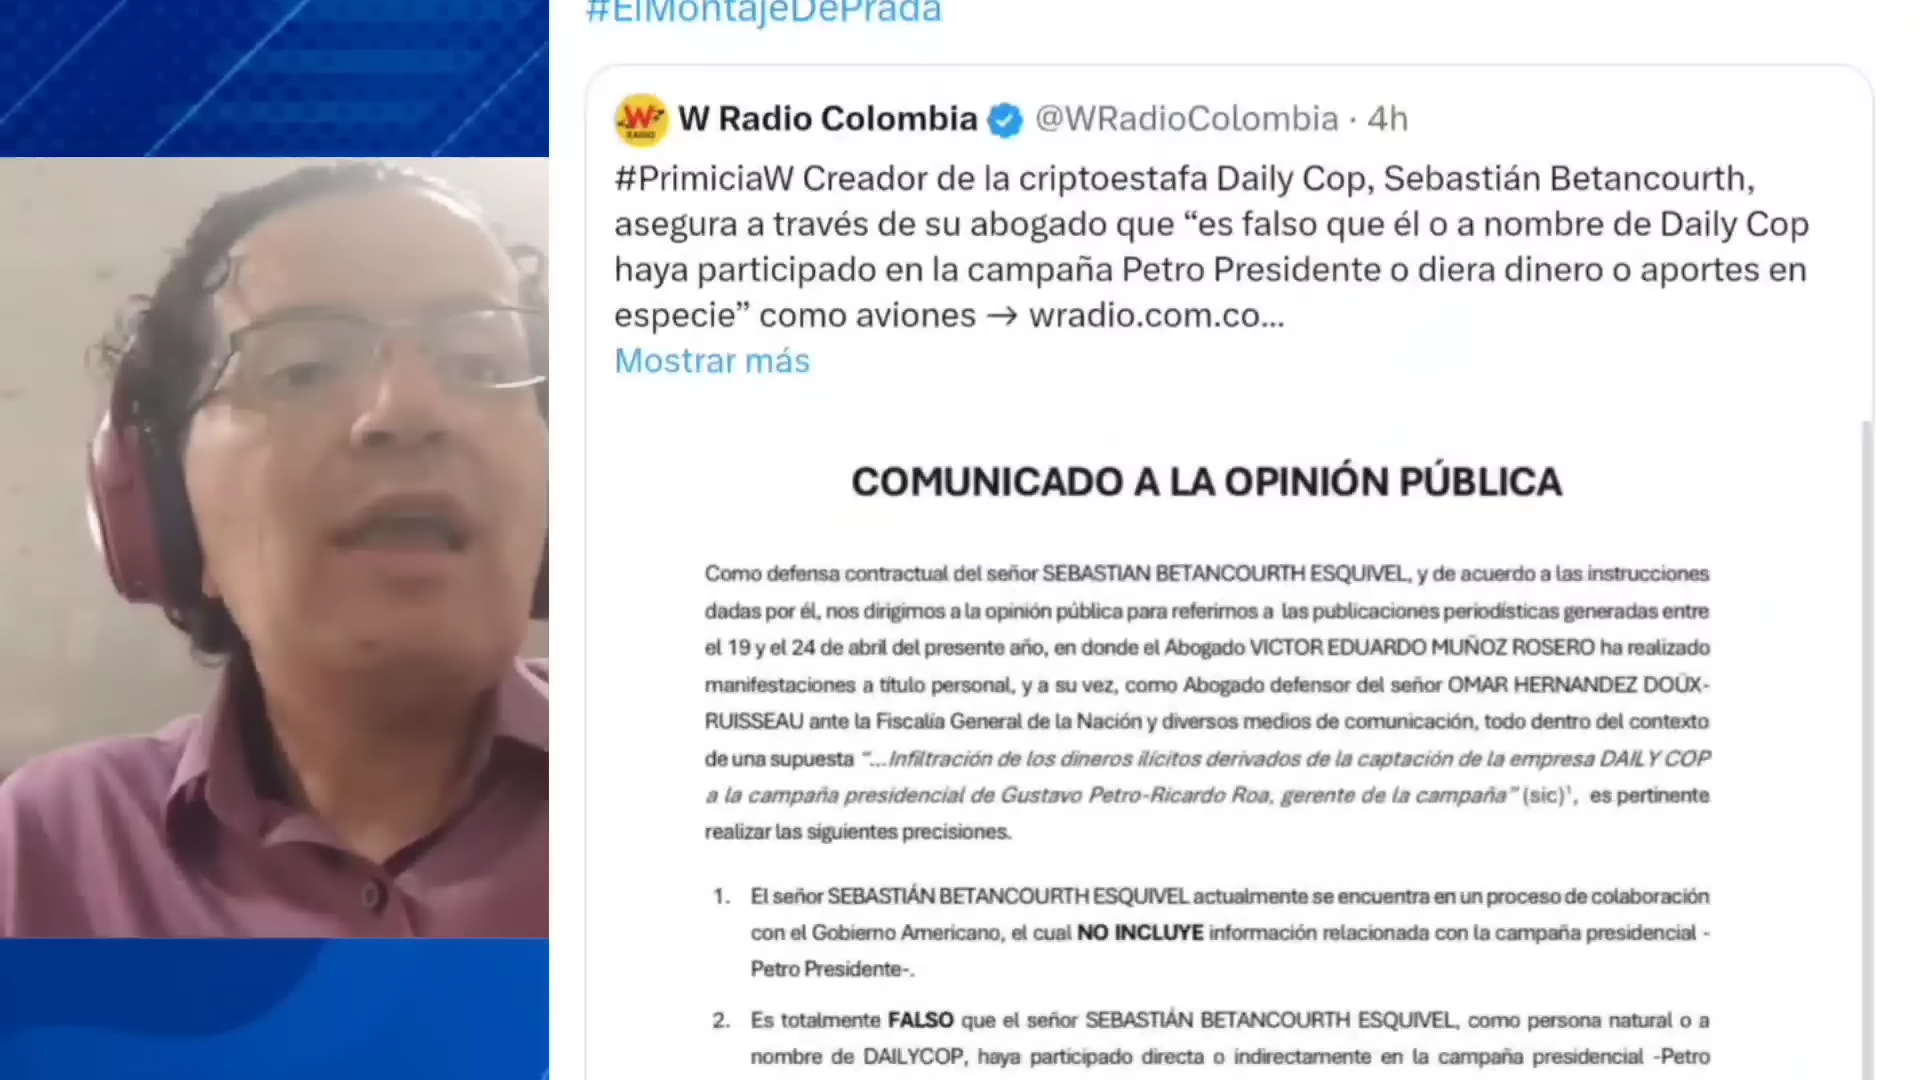 #ElMontajeDePrada
W Radio Colombia @WRadioColombia · 4h
#PrimiciaW Creador de la criptoestafa Daily Cop, Sebastián Betancourth,
asegura a través de su abogado que “es falso que él o a nombre de Daily Cop
haya participado en la campaña Petro Presidente o diera dinero o aportes en
especie” como aviones → wradio.com.co...
Mostrar más
COMUNICADO A LA OPINIÓN PÚBLICA
Como defensa contractual del señor SEBASTIAN BETANCOURTH ESQUIVEL, y de acuerdo a las instrucciones
dadas por él, nos dirigimos a la opinión pública para referirnos a las publicaciones periodísticas generadas entre
el 19 y el 24 de abril del presente año, en donde el Abogado VICTOR EDUARDO MUÑOZ ROSERO ha realizado
manifestaciones a título personal, y a su vez, como Abogado defensor del señor OMAR HERNANDEZ DOUX-
RUISSEAU ante la Fiscalía General de la Nación y diversos medios de comunicación, todo dentro del contexto
de una supuesta “...Infiltración de los dineros ilícitos derivados de la captación de la empresa DAILY COP
a la campaña presidencial de Gustavo Petro-Ricardo Roa, gerente de la campaña” (sic)¹, es pertinente
realizar las siguientes precisiones.
1. El señor SEBASTIÁN BETANCOURTH ESQUIVEL actualmente se encuentra en un proceso de colaboración
con el Gobierno Americano, el cual NO INCLUYE información relacionada con la campaña presidencial -
Petro Presidente-.
2. Es totalmente FALSO que el señor SEBASTIÁN BETANCOURTH ESQUIVEL, como persona natural o a
nombre de DAILYCOP, haya participado directa o indirectamente en la campaña presidencial -Petro